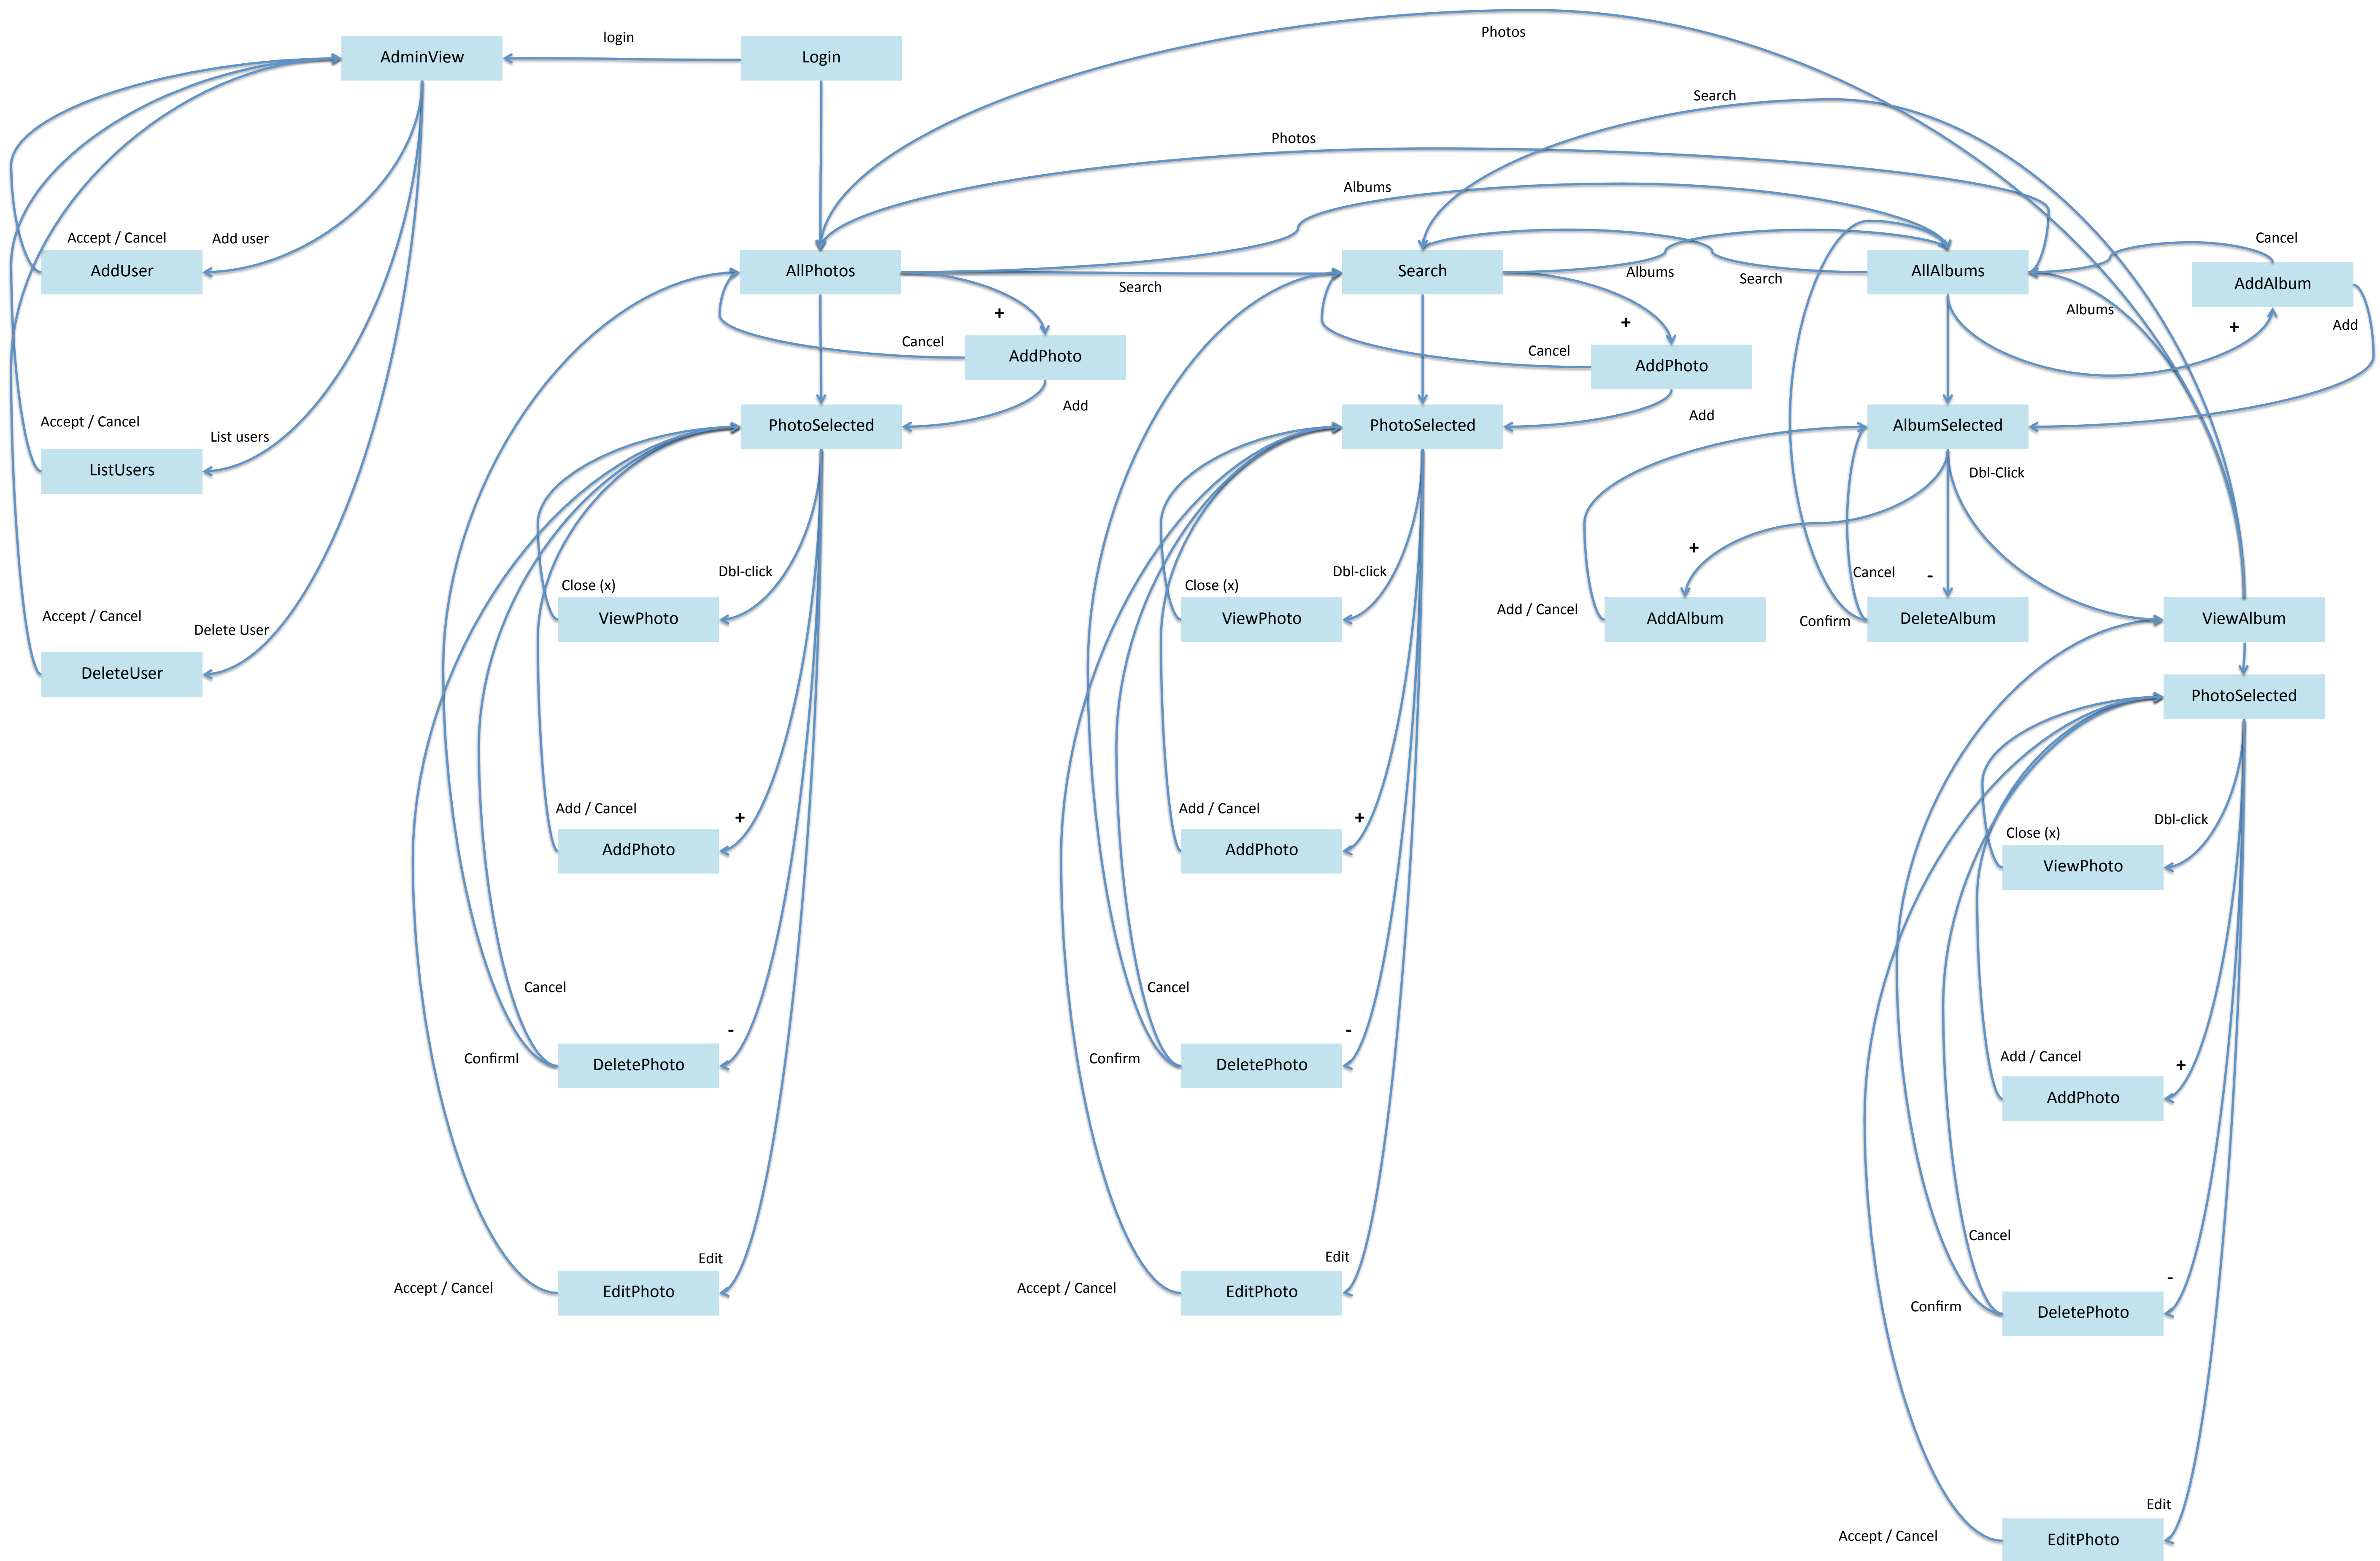 Photos
login
AdminView
Login
Search
Photos
Albums
Accept / Cancel
Add user
AddUser
AllPhotos
Search
Search
Albums
Search
AllAlbums
Albums
Cancel
AddAlbum
+
Add
+
Cancel
AddPhoto
Add
+
Cancel
AddPhoto
Add
Accept / Cancel
List users
ListUsers
PhotoSelected
PhotoSelected
AlbumSelected
Dbl-Click
Close (x)
Dbl-click
ViewPhoto
Close (x)
Dbl-click
ViewPhoto
+
Add / Cancel
AddAlbum
Cancel
-
Confirm
DeleteAlbum
ViewAlbum
Accept / Cancel
Delete User
DeleteUser
PhotoSelected
Add / Cancel
+
AddPhoto
Add / Cancel
+
AddPhoto
Close (x)
Dbl-click
ViewPhoto
Cancel
-
Confirml
DeletePhoto
Cancel
-
Confirm
DeletePhoto
Add / Cancel
+
AddPhoto
Edit
Accept / Cancel
EditPhoto
Edit
Accept / Cancel
EditPhoto
Cancel
-
Confirm
DeletePhoto
Edit
Accept / Cancel
EditPhoto